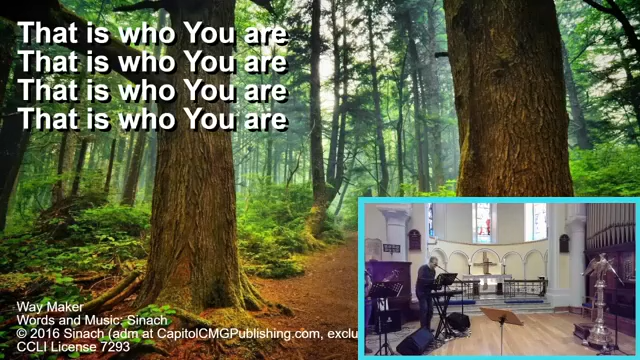 That is who You are
That is who You are
That is who You are
That is who You are
Way Maker
Words and Music: Sinach
© 2016 Sinach (adm at CapitolCMGPublishing.com, exclu
CCLI License 7293